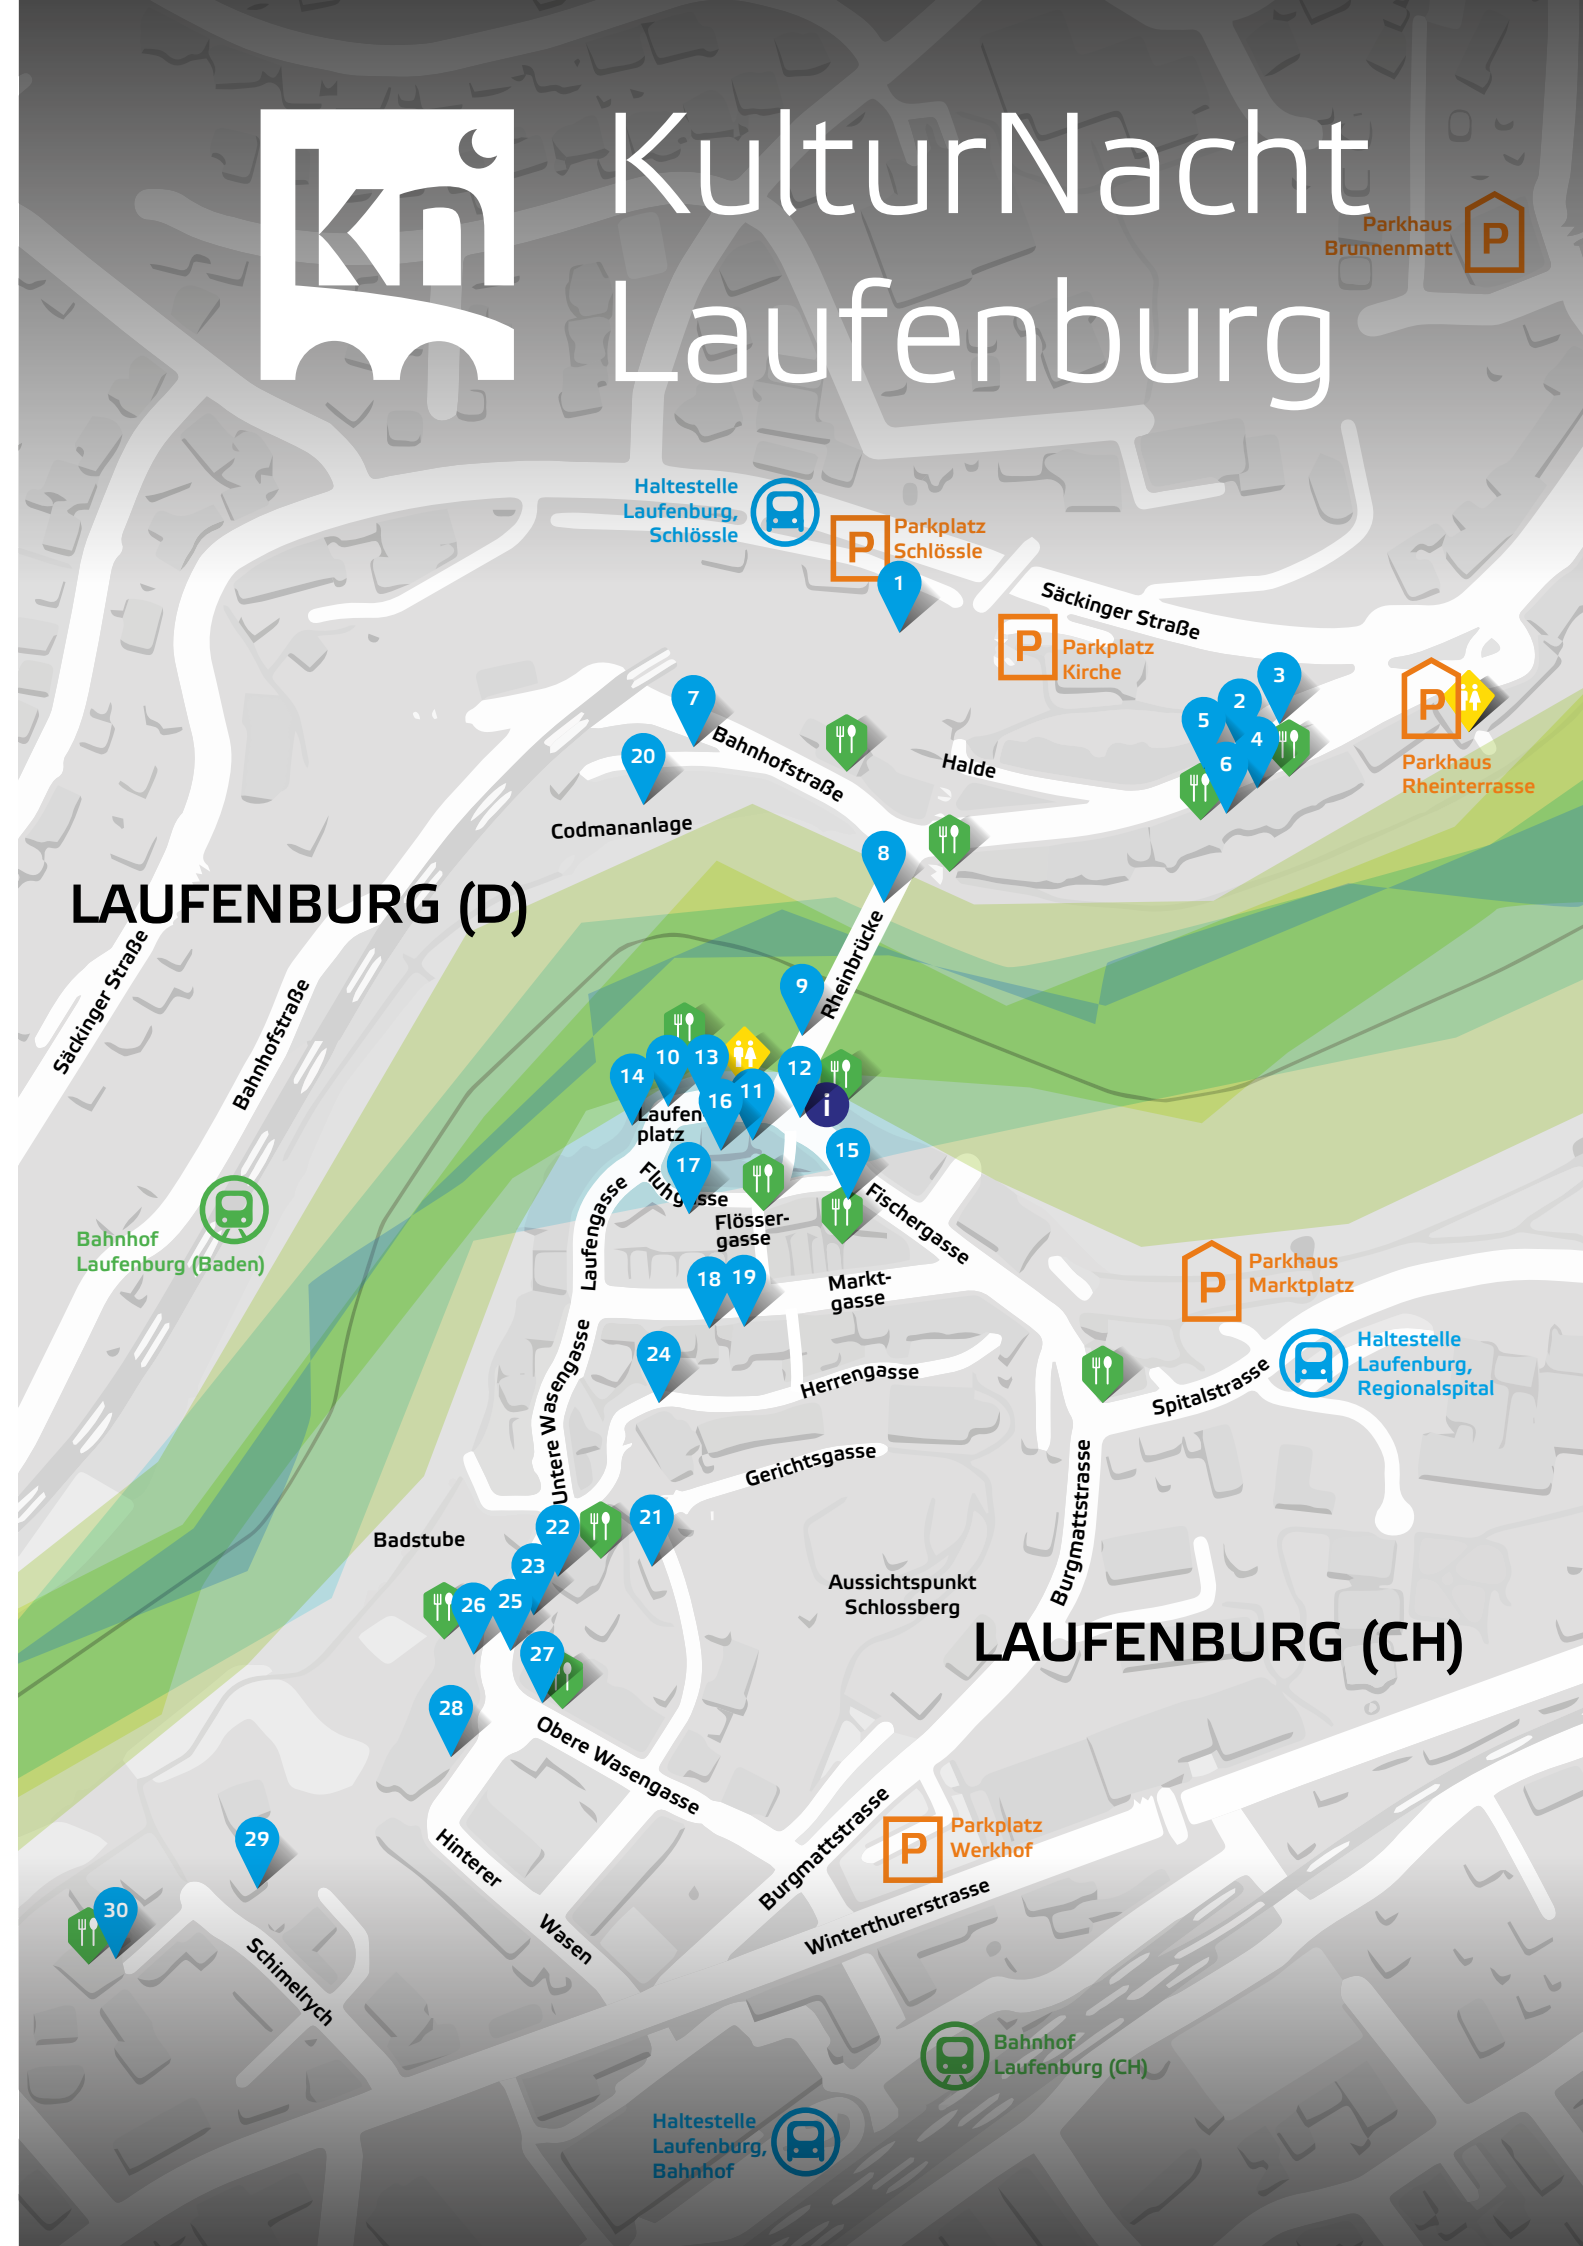 kn
KulturNacht
Laufenburg
Parkhaus
Brunnenmatt
P
Haltestelle
Laufenburg,
Schlössle
P
Parkplatz
Schlössle
1
Säckinger Straße
P
Parkplatz
Kirche
3
2
5
4
6
P
Parkhaus
Rheinterrasse
7
20
Bahnhofstraße
Halde
Codmananlage
8
LAUFENBURG (D)
Säckinger Straße
Bahnhofstraße
Rheinbrücke
9
10
13
14
12
11
16
i
Laufen
platz
15
17
Fluhgasse
Laufengasse
Flösser-
gasse
Fischergasse
Bahnhof
Laufenburg (Baden)
P
Parkhaus
Marktplatz
18
19
Markt-
gasse
Haltestelle
Laufenburg,
Regionalspital
24
Untere Wasengasse
Herrengasse
Spitalstrasse
Gerichtsgasse
Burgmattstrasse
Badstube
22
21
23
26
25
Aussichtspunkt
Schlossberg
LAUFENBURG (CH)
27
28
Obere Wasengasse
29
Hinterer
Wasen
Burgmattstrasse
P
Parkplatz
Werkhof
Winterthurerstrasse
30
Schimelrych
Bahnhof
Laufenburg (CH)
Haltestelle
Laufenburg,
Bahnhof